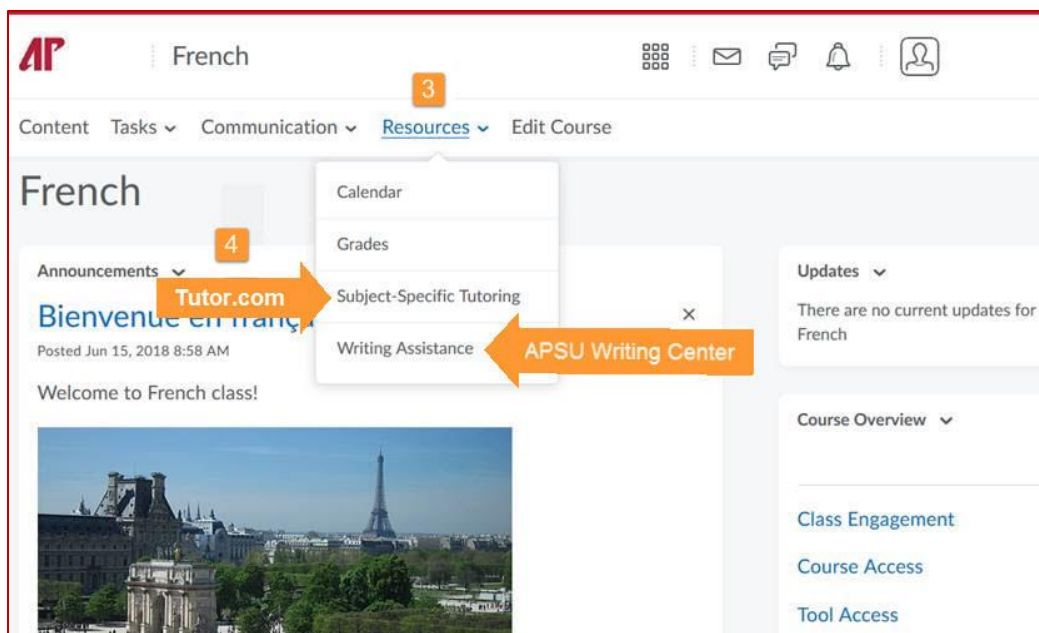 AP
French
3
Content Tasks Communication Resources Edit Course
French
Calendar
Grades
4
Announcements
Tutor.com
Subject-Specific Tutoring
Bienvenue en frança
Posted Jun 15, 2018 8:58 AM
Writing Assistance
APSU Writing Center
Welcome to French class!
Updates
There are no current updates for
French
Course Overview
Class Engagement
Course Access
Tool Access